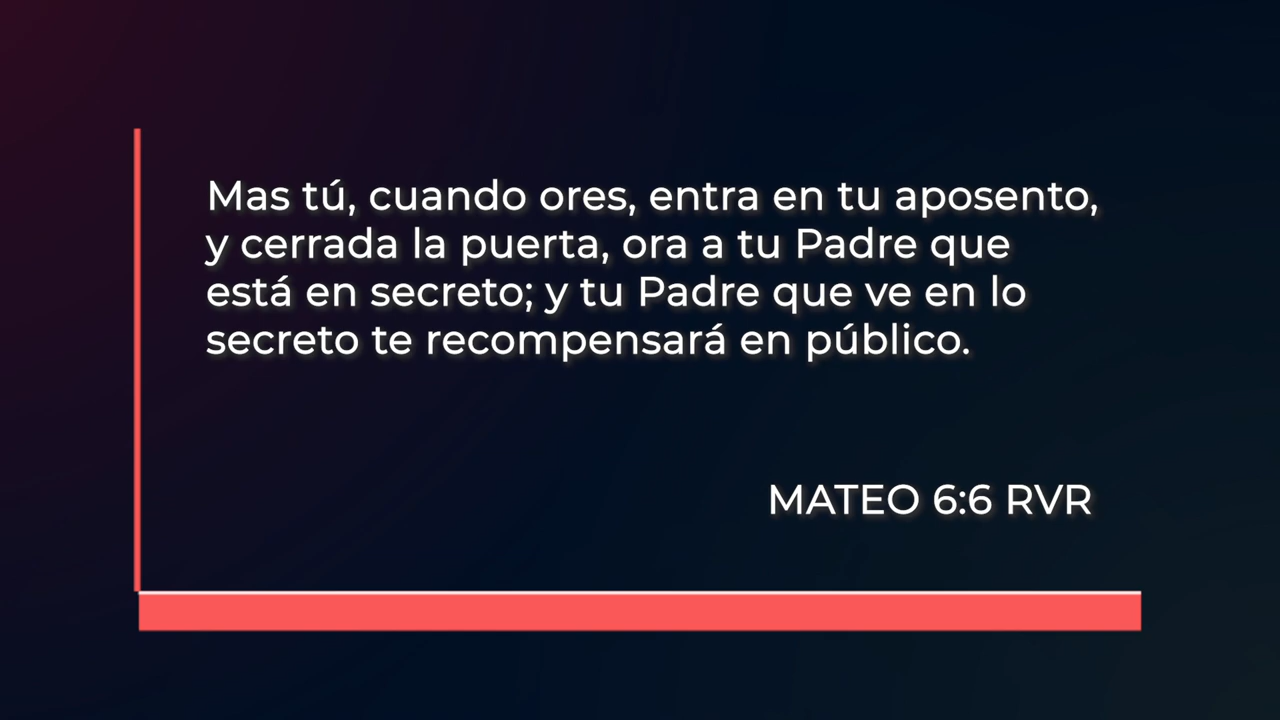 Mas tú, cuando ores, entra en tu aposento,
y cerrada la puerta, ora a tu Padre que
está en secreto; y tu Padre que ve en lo
secreto te recompensará en público.
MATEO 6:6 RVR